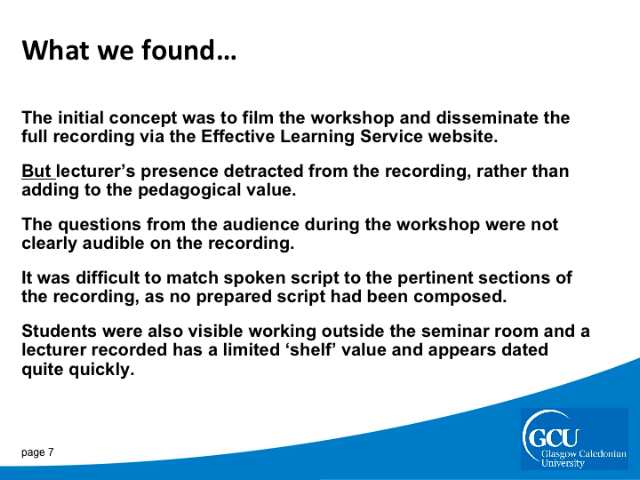 What we found…
The initial concept was to film the workshop and disseminate the
full recording via the Effective Learning Service website.
But lecturer’s presence detracted from the recording, rather than
adding to the pedagogical value.
The questions from the audience during the workshop were not
clearly audible on the recording.
It was difficult to match spoken script to the pertinent sections of
the recording, as no prepared script had been composed.
Students were also visible working outside the seminar room and a
lecturer recorded has a limited ‘shelf’ value and appears dated
quite quickly.
page 7
GCU
Glasgow Caledonian
University